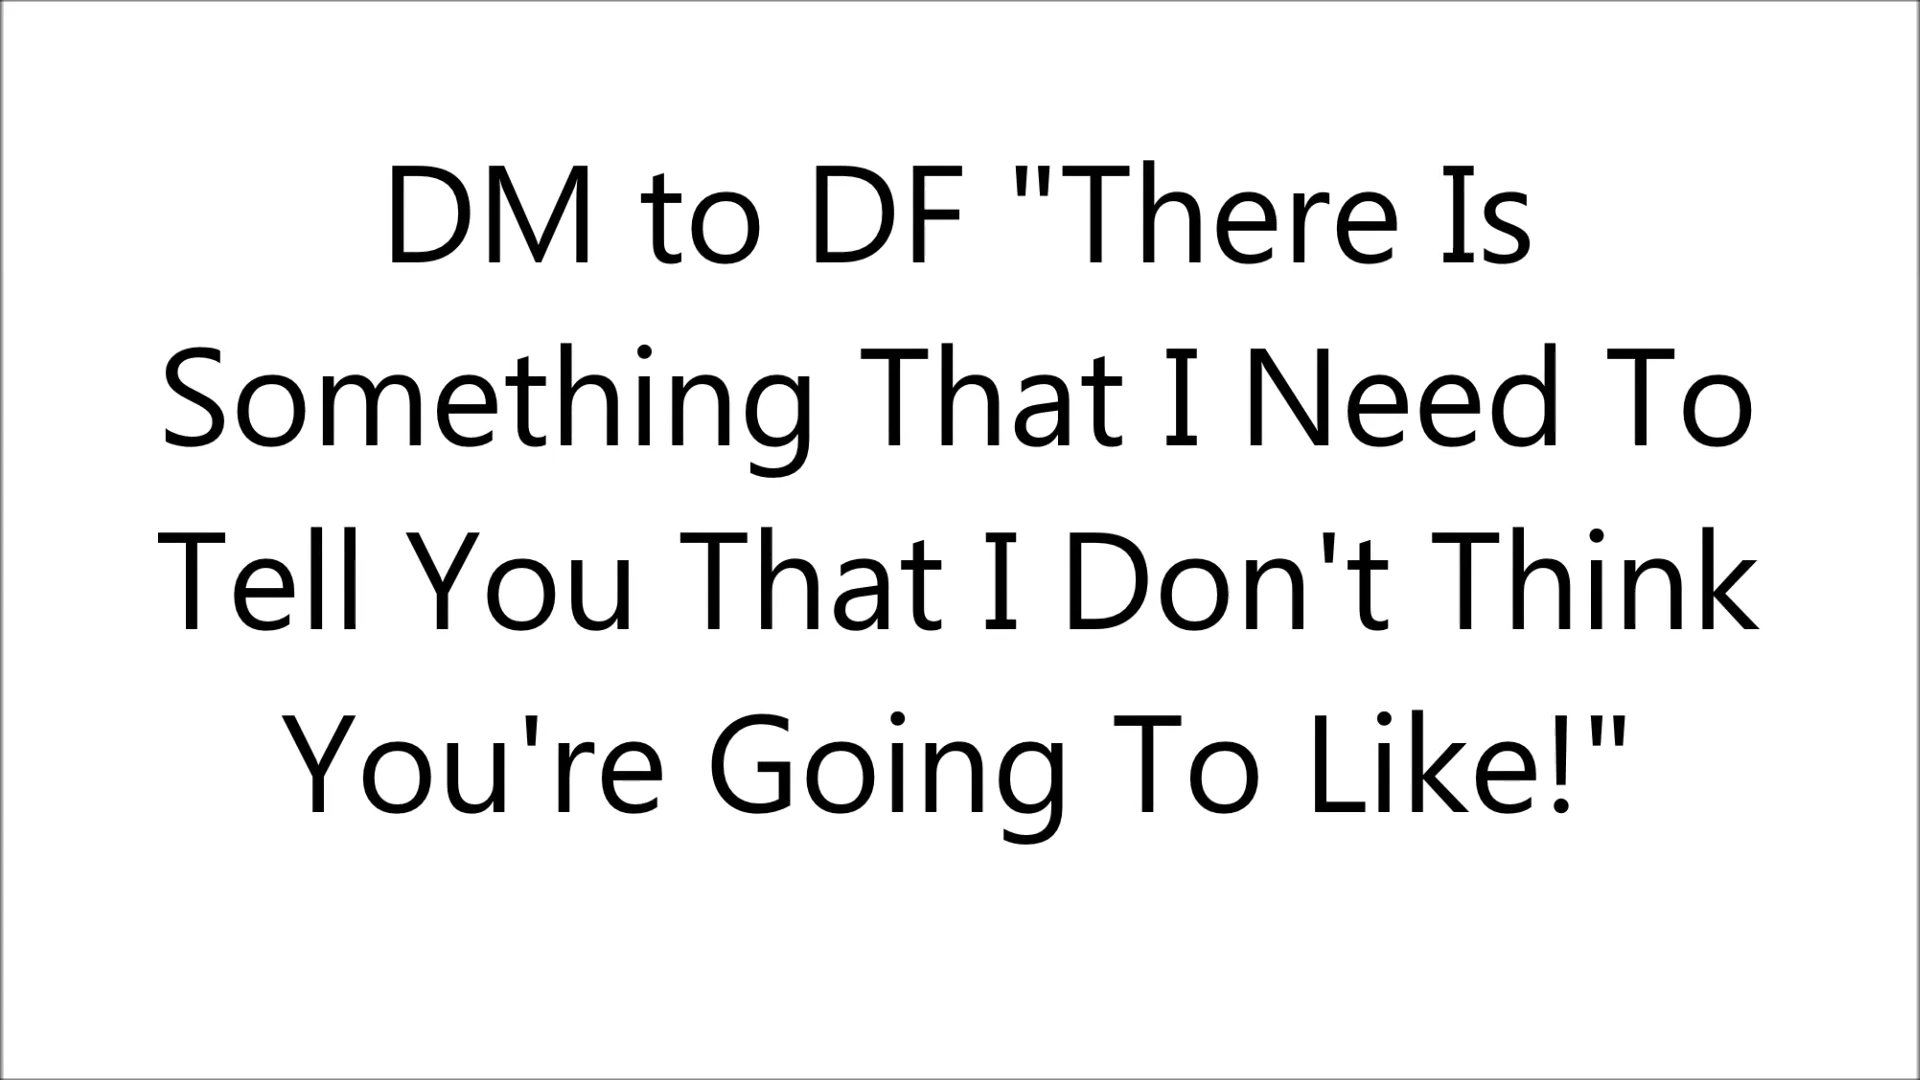 DM to DF "There Is
Something That I Need To
Tell You That I Don't Think
You're Going To Like!"